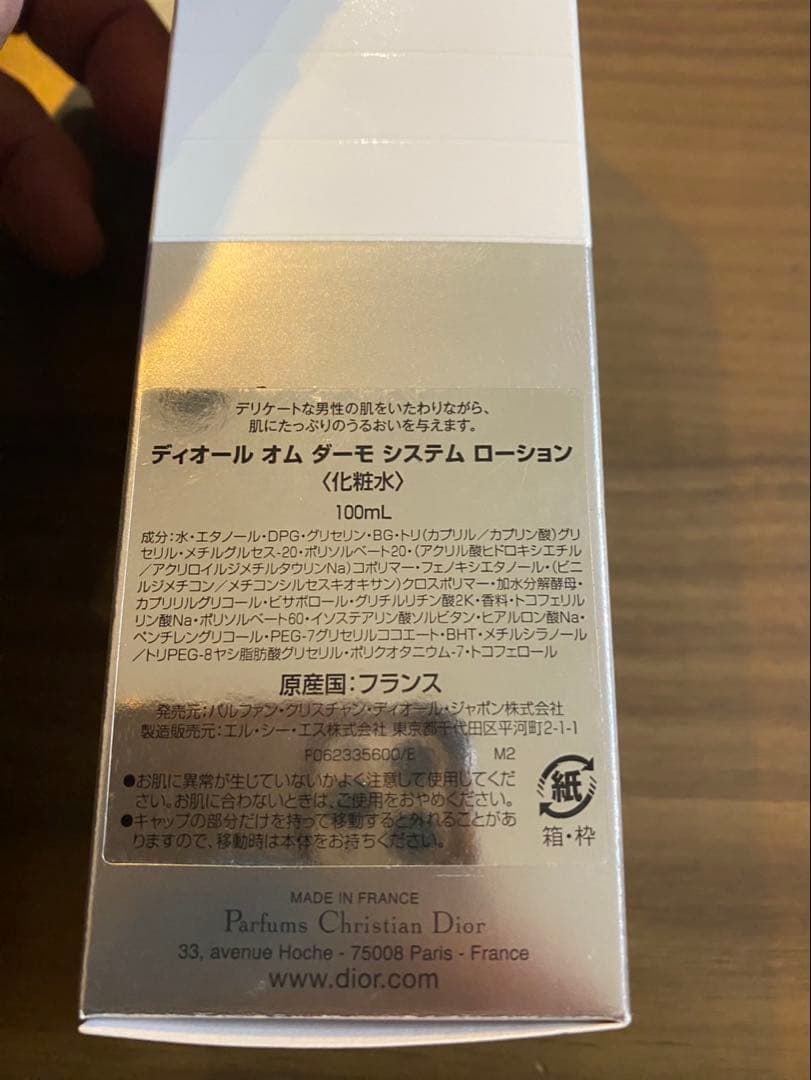 デリケートな男性の肌をいたわりながら、
肌にたっぷりのうるおいを与えます。
ディオール オム ダーモ システム ローション
〈化粧水〉
100mL
成分:水・エタノール・DPG・グリセリン・BG・トリ(カプリル/カプリン酸)グリ
セリル・メチルグルセス-20・ポリソルベート20・(アクリル酸ヒドロキシエチル
/アクリロイルジメチルタウリンNa)コポリマー・フェノキシエタノール・(ビニ
ルジメチコン/メチコンシルセスキオキサン)クロスポリマー・加水分解酵母・
カプリリルグリコール・ビサボロール・グリチルリチン酸2K・香料・トコフェリル
リン酸Na・ポリソルベート60・イソステアリン酸ソルビタン・ヒアルロン酸Na・
ペンチレングリコール・PEG-7グリセリルココエート・BHT・メチルシラノール
/トリPEG-8ヤシ脂肪酸グリセリル・ポリクオタニウム-7・トコフェロール
原産国:フランス
発売元:パルファン・クリスチャン・ディオール・ジャポン株式会社
製造販売元:エル・シー・エス株式会社 東京都千代田区平河町2-1-1
F062335600/E M2
●お肌に異常が生じていないかよく注意して使用してくだ
さい。お肌に合わないときは、ご使用をおやめください。
●キャップの部分だけを持って移動すると外れることがあ
りますので、移動時は本体をお持ちください。
紙
箱・枠
MADE IN FRANCE
Parfums Christian Dior
33, avenue Hoche - 75008 Paris - France
www.dior.com